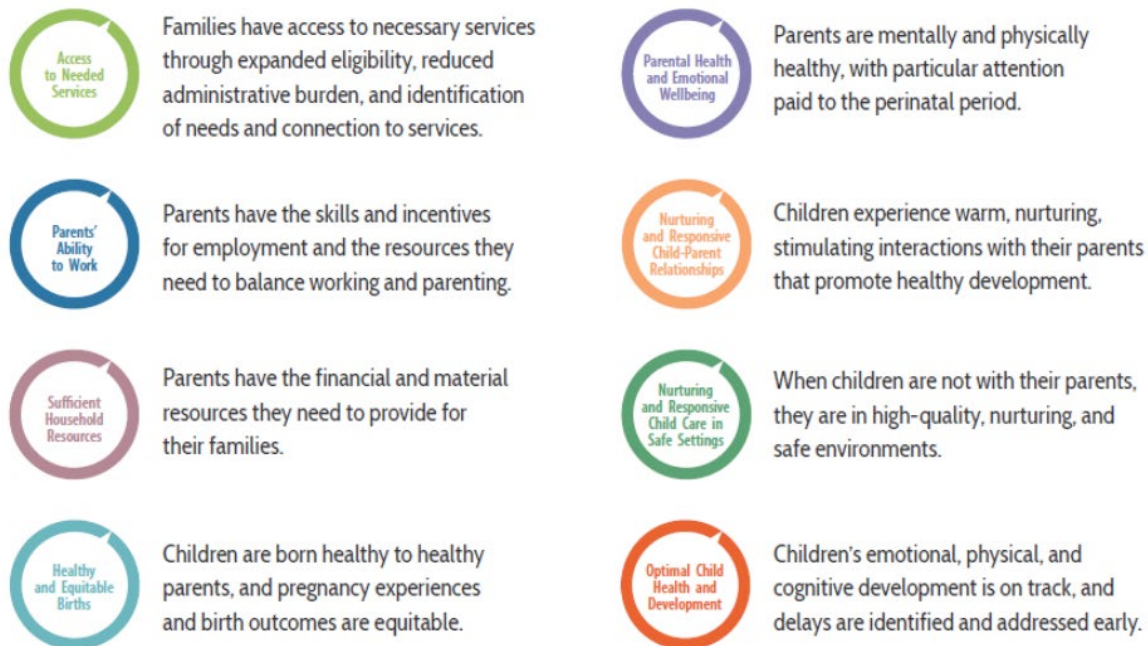 Access
to Needed
Services
Families have access to necessary services
through expanded eligibility, reduced
administrative burden, and identification
of needs and connection to services.
Parents'
Ability
to Work
Parents have the skills and incentives
for employment and the resources they
need to balance working and parenting.
Sufficient
Household
Resources
Parents have the financial and material
resources they need to provide for
their families.
Healthy
and Equitable
Births
Children are born healthy to healthy
parents, and pregnancy experiences
and birth outcomes are equitable.
Parental Health
and Emotional
Wellbeing
Parents are mentally and physically
healthy, with particular attention
paid to the perinatal period.
Nurturing
and Responsive
Child-Parent
Relationships
Children experience warm, nurturing,
stimulating interactions with their parents
that promote healthy development.
Nurturing
and Responsive
Child Care in
Safe Settings
When children are not with their parents,
they are in high-quality, nurturing, and
safe environments.
Optimal Child
Health and
Development
Children's emotional, physical, and
cognitive development is on track, and
delays are identified and addressed early.